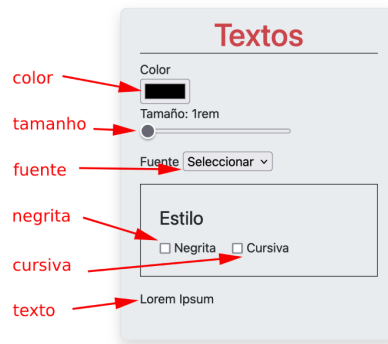 Textos
color
Color
tamanho
Tamaño: 1rem
fuente
Fuente Seleccionar
negrita
Estilo
Negrita Cursiva
cursiva
texto
Lorem Ipsum